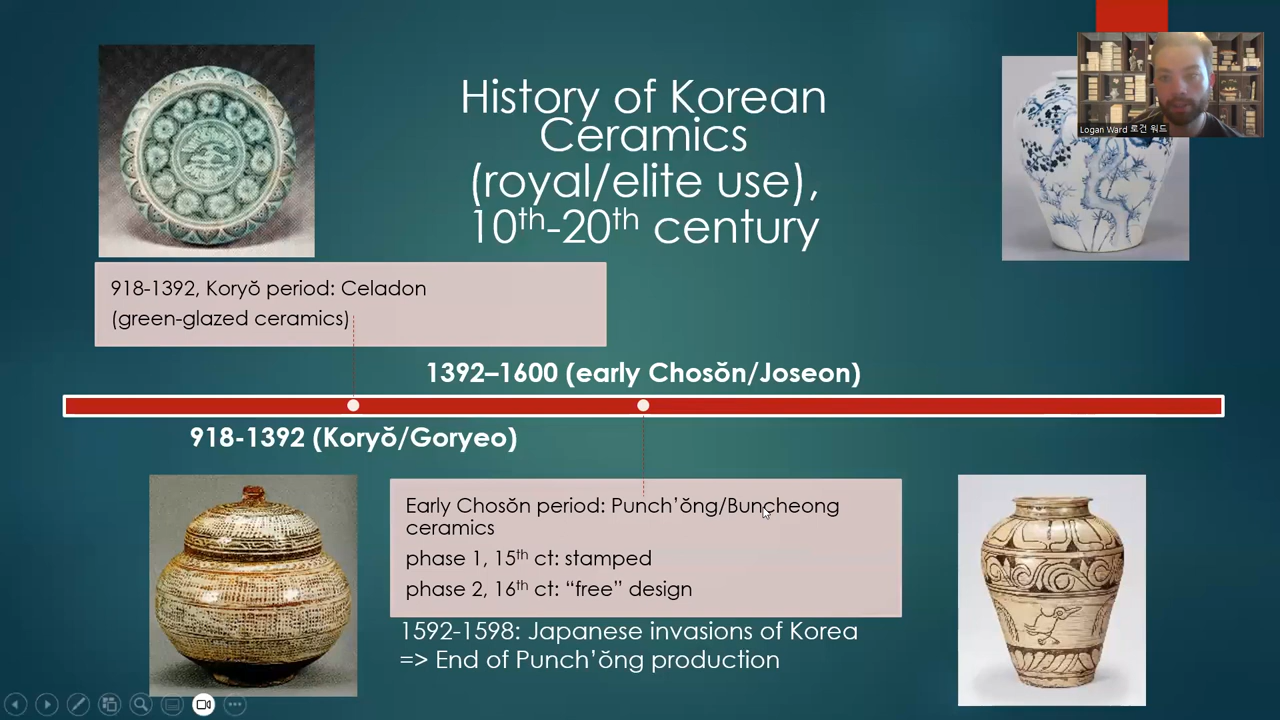 History of Korean
Ceramics
(royal/elite use),
10th-20th century
Logan Ward 로건 워드
918-1392, Koryŏ period: Celadon
(green-glazed ceramics)
1392–1600 (early Chosŏn/Joseon)
918-1392 (Koryŏ/Goryeo)
Early Chosŏn period: Punch’ŏng/Buncheong
ceramics
phase 1, 15th ct: stamped
phase 2, 16th ct: “free” design
1592-1598: Japanese invasions of Korea
=> End of Punch’ŏng production